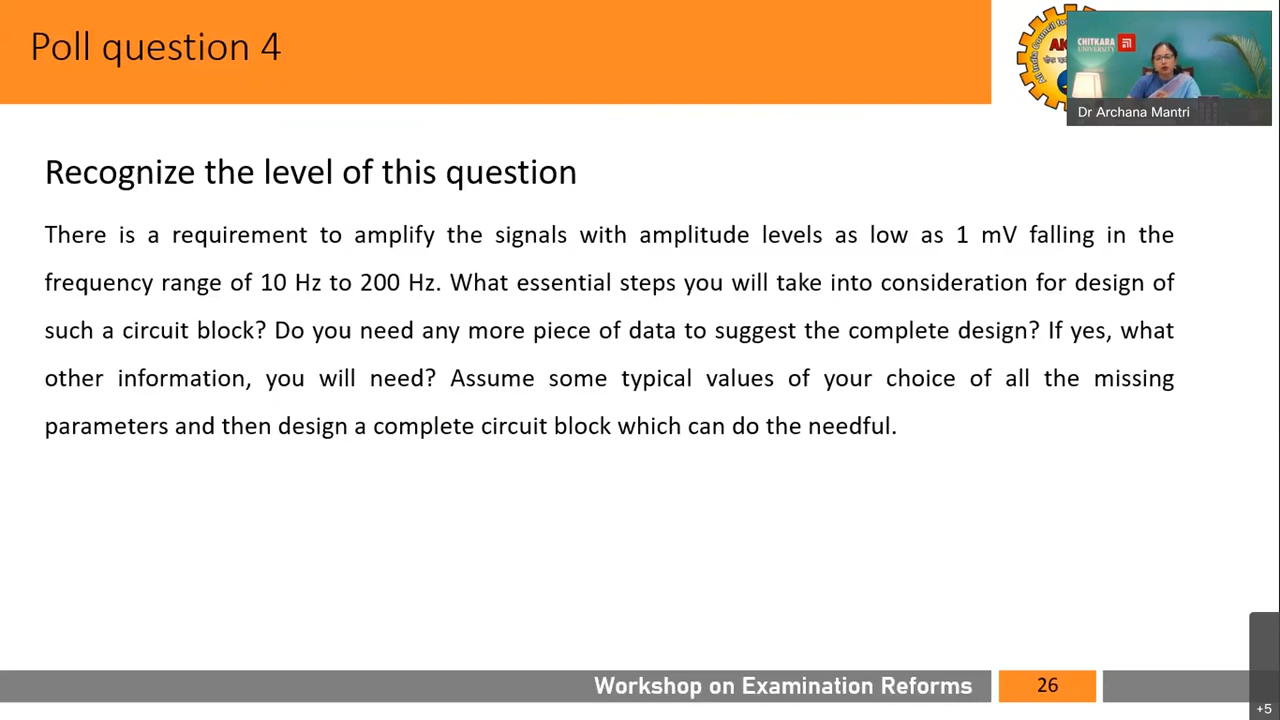 Poll question 4
CHITKARA
UNIVERSITY
Dr Archana Mantri
Recognize the level of this question
There is a requirement to amplify the signals with amplitude levels as low as 1 mV falling in the
frequency range of 10 Hz to 200 Hz. What essential steps you will take into consideration for design of
such a circuit block? Do you need any more piece of data to suggest the complete design? If yes, what
other information, you will need? Assume some typical values of your choice of all the missing
parameters and then design a complete circuit block which can do the needful.
Workshop on Examination Reforms
26
+5